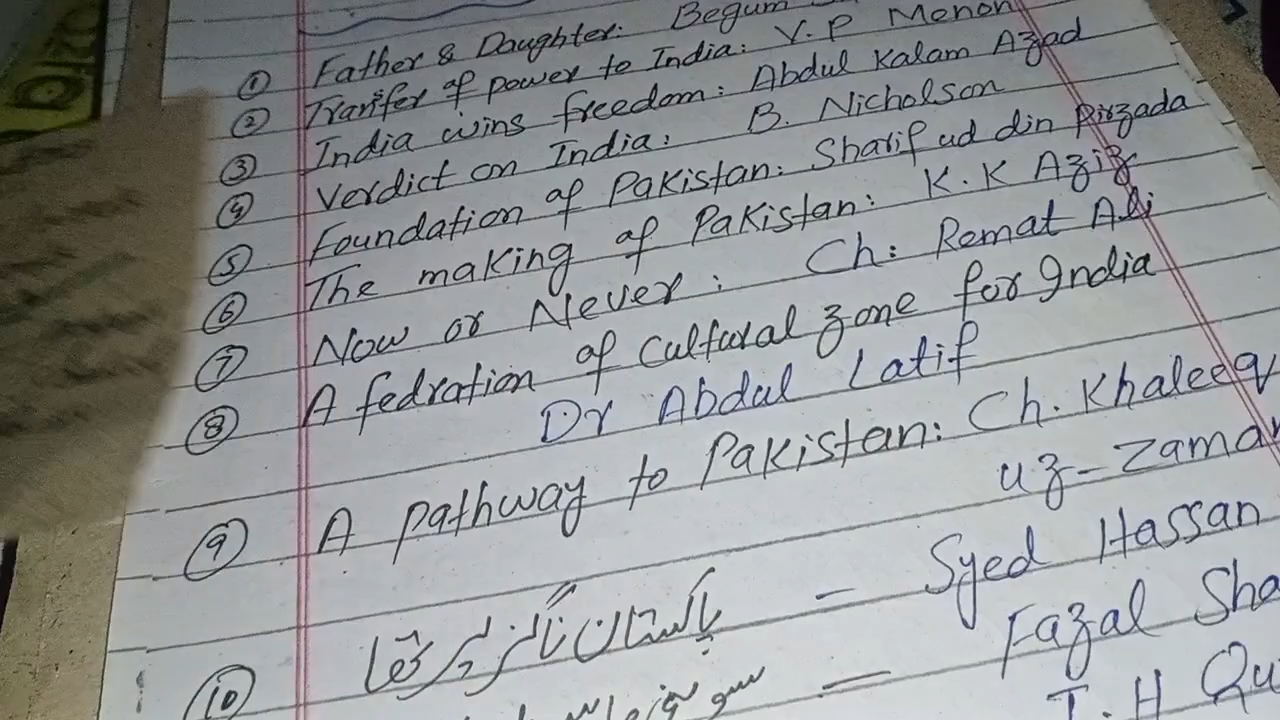 ① Father & Daughter: Begum
② Tranfer of power to India: V.P Menon
③ India wins freedom: Abdul Kalam Azad
④ Verdict on India: B. Nicholson
⑤ Foundation of Pakistan: Sharif ud din Pirzada
⑥ The making of Pakistan: K.K Aziz
⑦ Now or Never: Ch: Remat Ali
⑧ A fedration of Cultural zone for India
Dr Abdul Latif
⑨ A pathway to Pakistan: Ch. Khaleeq
uz-Zaman
⑩ پاکستان ناگزیر تھا - Syed Hassan
— Fazal Sha
I. H Qu